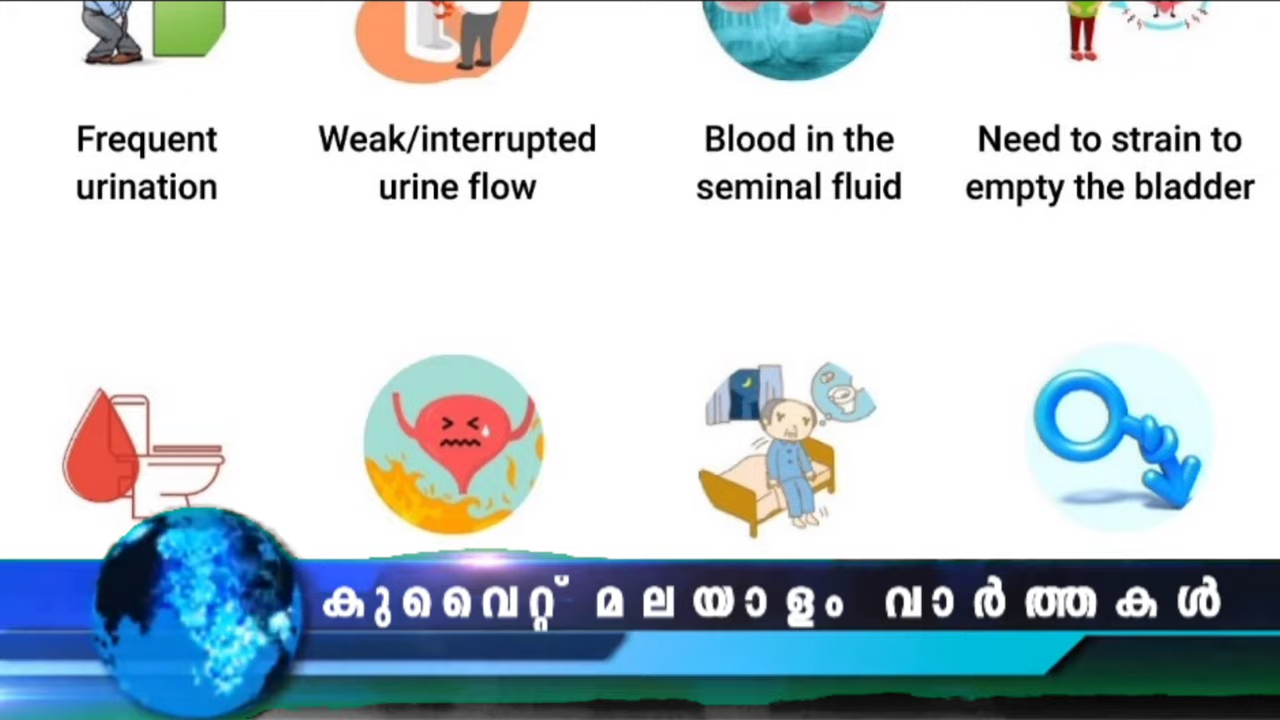 Frequent
urination
Weak/interrupted
urine flow
Blood in the
seminal fluid
Need to strain to
empty the bladder
കുവൈറ്റ് മലയാളം വാർത്തകൾ